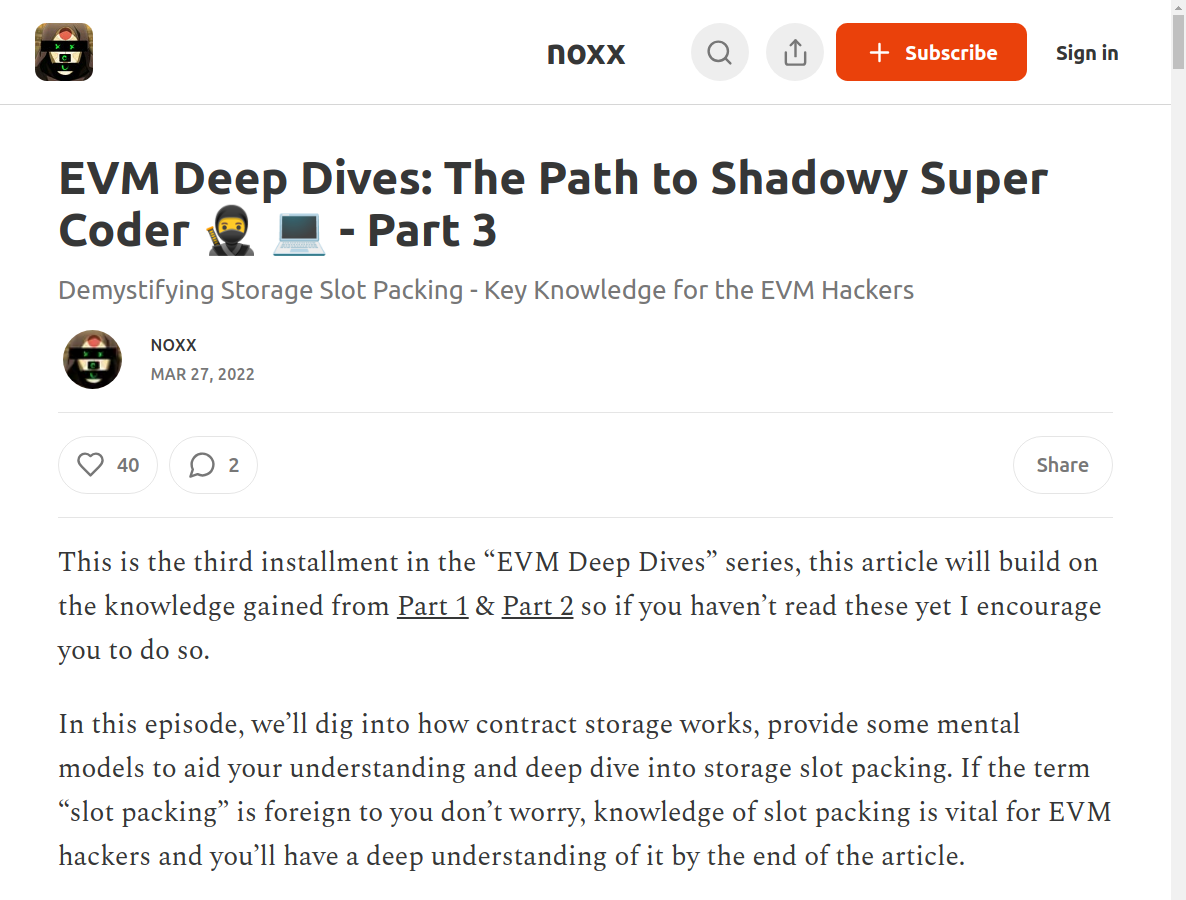 noxx
Subscribe
Sign in
EVM Deep Dives: The Path to Shadowy Super
Coder 🥷 💻 - Part 3
Demystifying Storage Slot Packing - Key Knowledge for the EVM Hackers
NOXX
MAR 27, 2022
40
2
Share
This is the third installment in the “EVM Deep Dives” series, this article will build on
the knowledge gained from Part 1 & Part 2 so if you haven’t read these yet I encourage
you to do so.
In this episode, we’ll dig into how contract storage works, provide some mental
models to aid your understanding and deep dive into storage slot packing. If the term
“slot packing” is foreign to you don’t worry, knowledge of slot packing is vital for EVM
hackers and you’ll have a deep understanding of it by the end of the article.